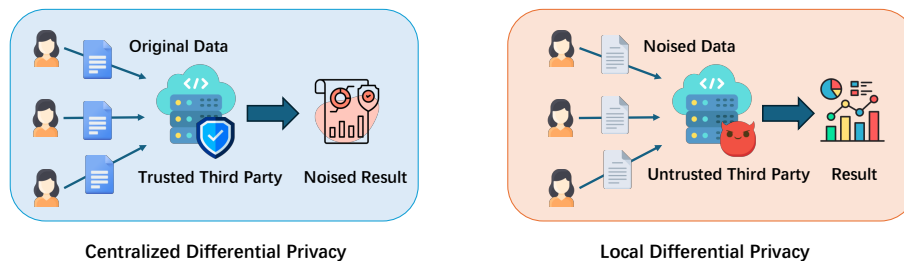 Original Data
</>
Trusted Third Party
Noised Result
Centralized Differential Privacy
Noised Data
</>
Untrusted Third Party
Result
Local Differential Privacy